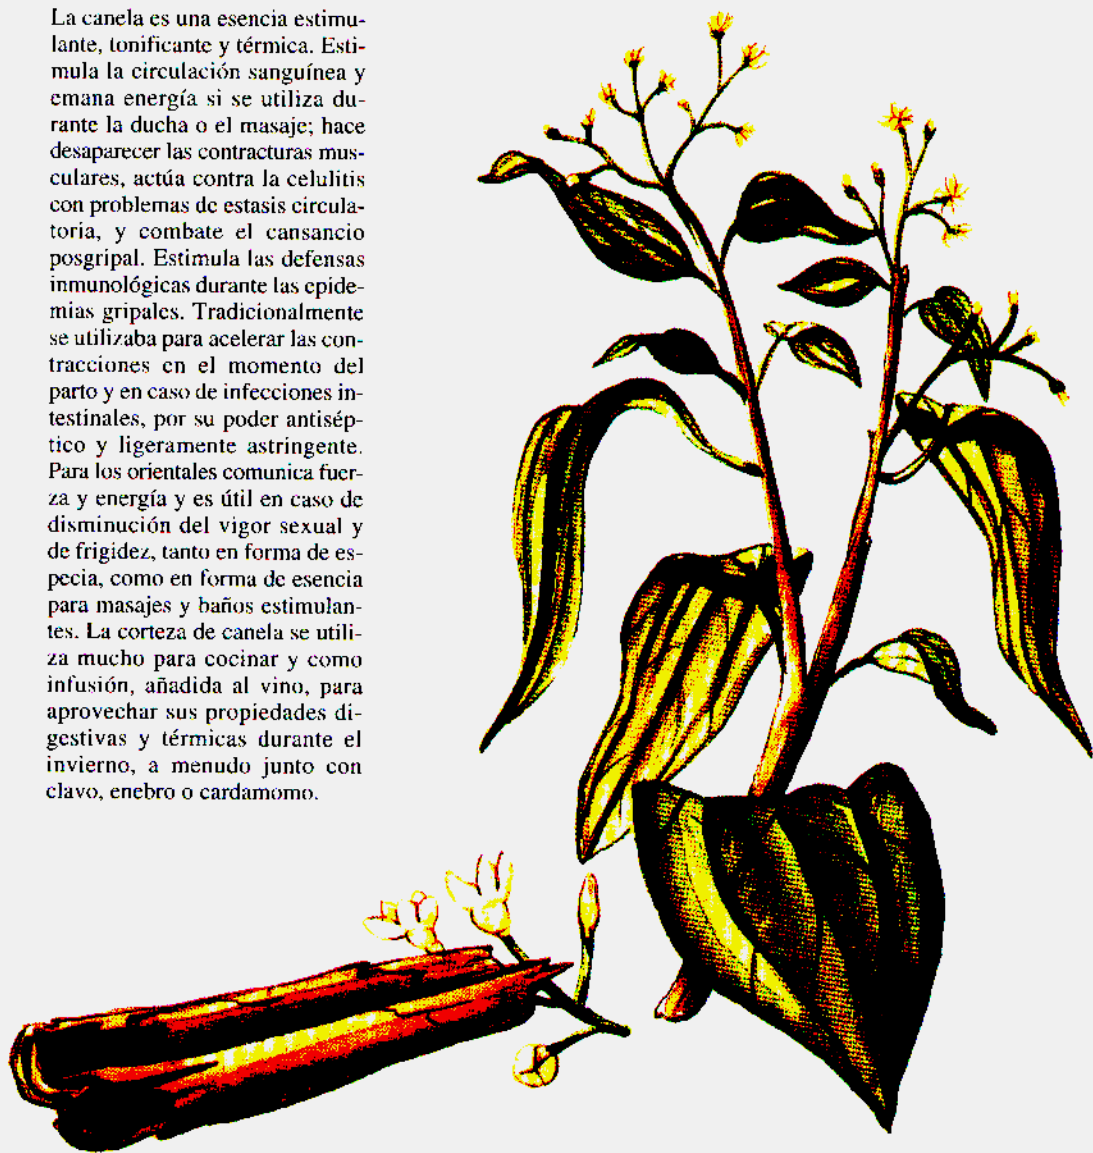 La canela es una esencia estimu-
lante, tonificante y térmica. Esti-
mula la circulación sanguínea y
emana energía si se utiliza du-
rante la ducha o el masaje; hace
desaparecer las contracturas mus-
culares, actúa contra la celulitis
con problemas de estasis circula-
toria, y combate el cansancio
posgripal. Estimula las defensas
inmunológicas durante las epide-
mias gripales. Tradicionalmente
se utilizaba para acelerar las con-
tracciones en el momento del
parto y en caso de infecciones in-
testinales, por su poder antisép-
tico y ligeramente astringente.
Para los orientales comunica fuer-
za y energía y es útil en caso de
disminución del vigor sexual y
de frigidez, tanto en forma de es-
pecia, como en forma de esencia
para masajes y baños estimulan-
tes. La corteza de canela se utili-
za mucho para cocinar y como
infusión, añadida al vino, para
aprovechar sus propiedades di-
gestivas y térmicas durante el
invierno, a menudo junto con
clavo, enebro o cardamomo.